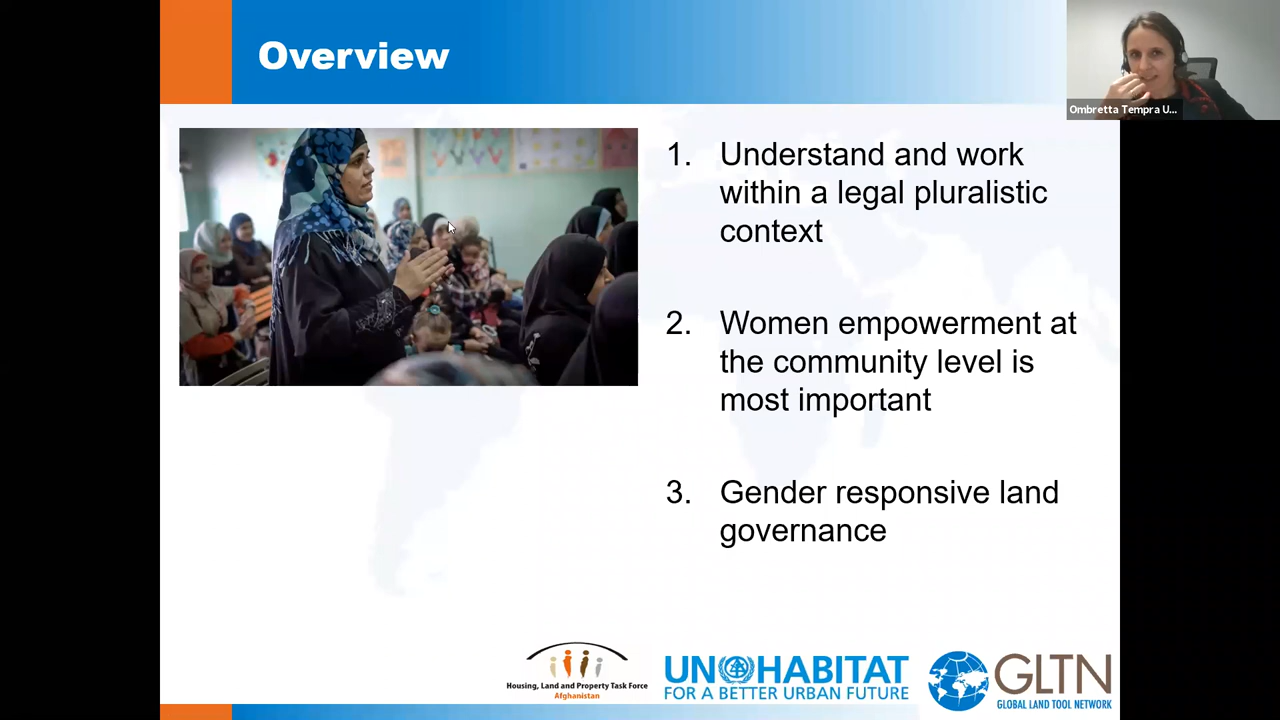 Overview
Ombretta Tempra U...
1. Understand and work
within a legal pluralistic
context
2. Women empowerment at
the community level is
most important
3. Gender responsive land
governance
Housing, Land and Property Task Force
Afghanistan
UN HABITAT
FOR A BETTER URBAN FUTURE
GLTN
GLOBAL LAND TOOL NETWORK